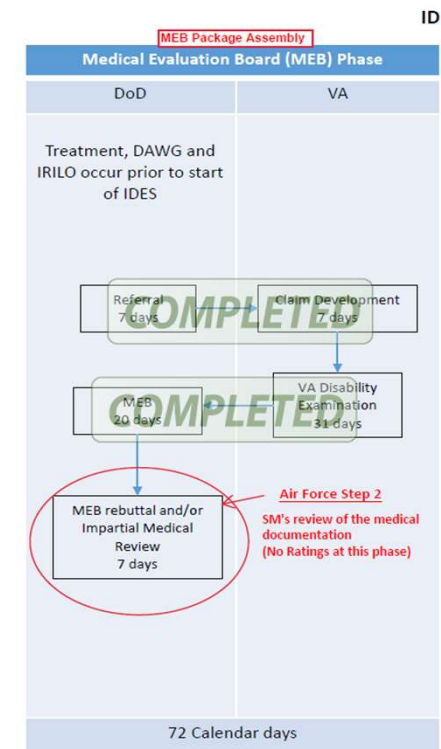 ID
MEB Package Assembly
Medical Evaluation Board (MEB) Phase
DoD
VA
Treatment, DAWG and
IRILO occur prior to start
of IDES
Referral
7 days
Claim Development
7 days
COMPLETED
VA Disability
Examination
31 days
MEB
20 days
COMPLETED
MEB rebuttal and/or
Impartial Medical
Review
7 days
Air Force Step 2
SM's review of the medical
documentation
(No Ratings at this phase)
72 Calendar days